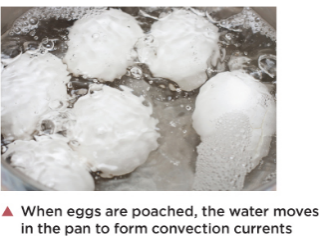 ▲ When eggs are poached, the water moves
in the pan to form convection currents